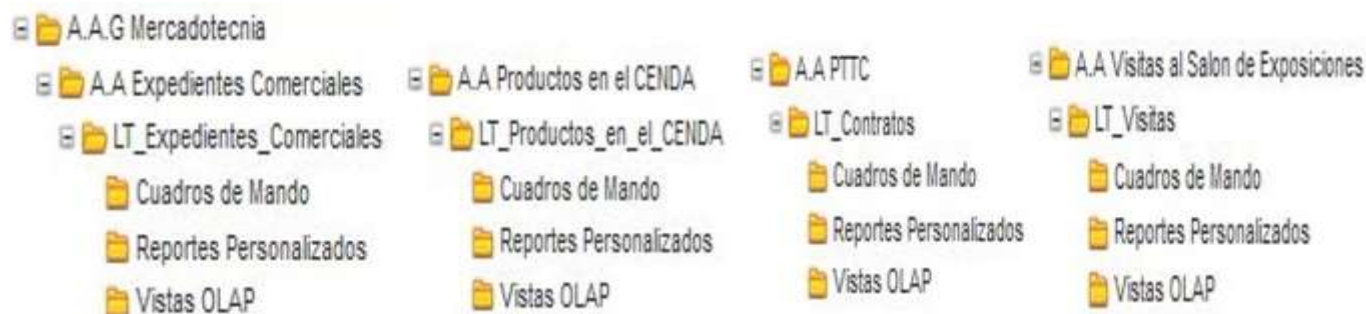 A.A.G Mercadotecnia
A.A Expedientes Comerciales
LT_Expedientes_Comerciales
Cuadros de Mando
Reportes Personalizados
Vistas OLAP
A.A Productos en el CENDA
LT_Productos_en_el_CENDA
Cuadros de Mando
Reportes Personalizados
Vistas OLAP
A.A PTTC
LT_Contratos
Cuadros de Mando
Reportes Personalizados
Vistas OLAP
A.A Visitas al Salon de Exposiciones
LT_Visitas
Cuadros de Mando
Reportes Personalizados
Vistas OLAP